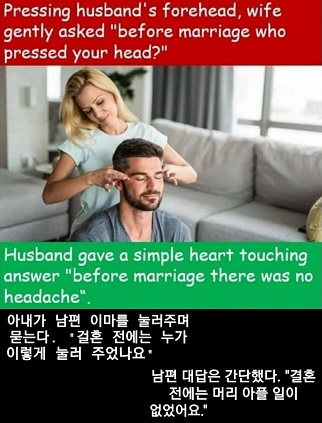 Pressing husband's forehead, wife
gently asked "before marriage who
pressed your head?"
Husband gave a simple heart touching
answer "before marriage there was no
headache“.
아내가 남편 이마를 눌러주며
묻는다. "결혼 전에는 누가
이렇게 눌러 주었나요"
남편 대답은 간단했다. "결혼
전에는 머리 아플 일이
없었어요."